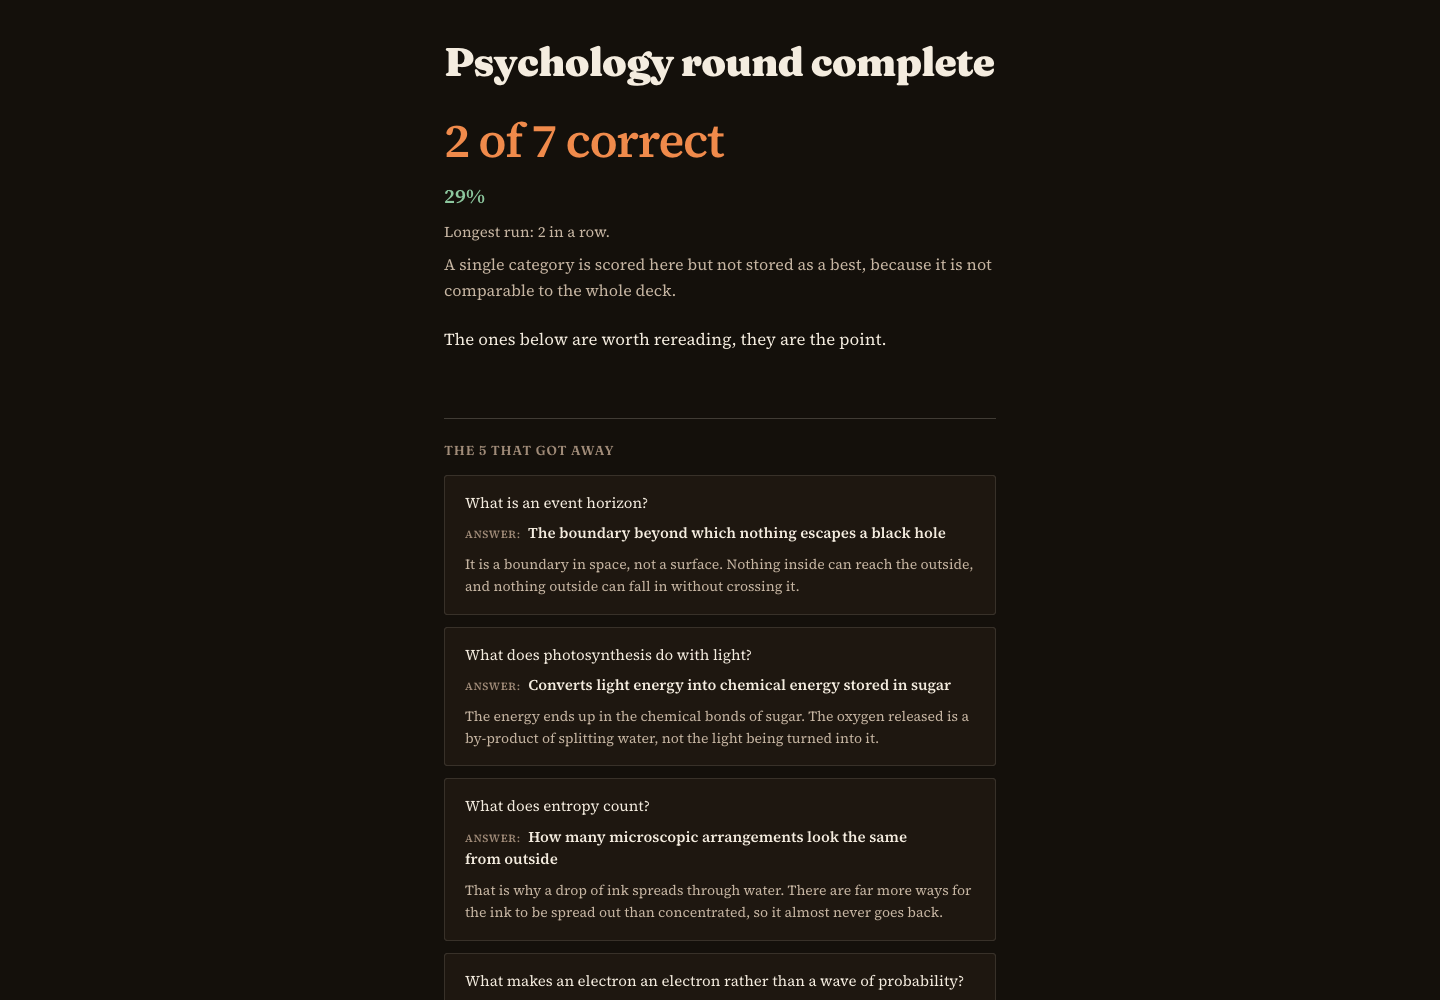 Psychology round complete
2 of 7 correct
29%
Longest run: 2 in a row.
A single category is scored here but not stored as a best, because it is not
comparable to the whole deck.
The ones below are worth rereading, they are the point.
THE 5 THAT GOT AWAY
What is an event horizon?
ANSWER: The boundary beyond which nothing escapes a black hole
It is a boundary in space, not a surface. Nothing inside can reach the outside,
and nothing outside can fall in without crossing it.
What does photosynthesis do with light?
ANSWER: Converts light energy into chemical energy stored in sugar
The energy ends up in the chemical bonds of sugar. The oxygen released is a
by-product of splitting water, not the light being turned into it.
What does entropy count?
ANSWER: How many microscopic arrangements look the same
from outside
That is why a drop of ink spreads through water. There are far more ways for
the ink to be spread out than concentrated, so it almost never goes back.
What makes an electron an electron rather than a wave of probability?